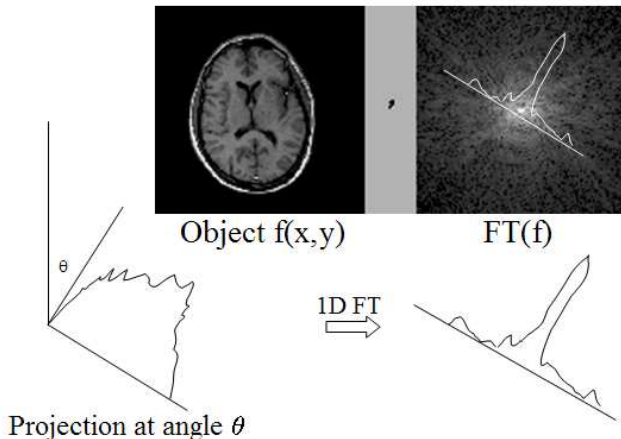 Object f(x,y)
FT(f)
θ
1D FT
Projection at angle θ